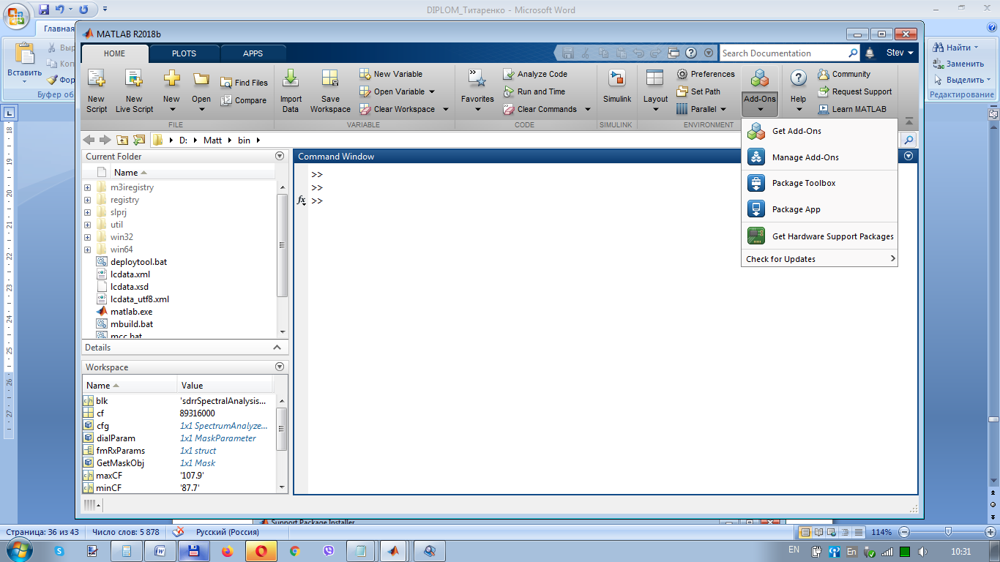 DIPLOM_Титаренко - Microsoft Word
Главная
Вставить
Буфер об
MATLAB R2018b
HOME
PLOTS
APPS
Search Documentation
Stev
New Script
New Live Script
New
Open
Find Files
Compare
FILE
Import Data
Save Workspace
New Variable
Open Variable
Clear Workspace
VARIABLE
Favorites
Analyze Code
Run and Time
Clear Commands
CODE
Simulink
SIMULINK
Layout
Preferences
Set Path
Parallel
ENVIRONMENT
Add-Ons
Help
Community
Request Support
Learn MATLAB
Найти
Заменить
Выделить
Редактирование
Get Add-Ons
Manage Add-Ons
Package Toolbox
Package App
Get Hardware Support Packages
Check for Updates
D: Matt bin
Current Folder
Name
m3iregistry
registry
slprj
util
win32
win64
deploytool.bat
lcdata.xml
lcdata.xsd
lcdata_utf8.xml
matlab.exe
mbuild.bat
mcc.bat
Details
Workspace
Name Value
blk 'sdrrSpectralAnalysis...
cf 89316000
cfg 1x1 SpectrumAnalyze...
dialParam 1x1 MaskParameter
fmRxParams 1x1 struct
GetMaskObj 1x1 Mask
maxCF '107.9'
minCF '87.7'
Command Window
>>
>>
fx >>
Support Package Installer
Страница: 36 из 43
Число слов: 5 878
Русский (Россия)
114%
EN
En
10:31